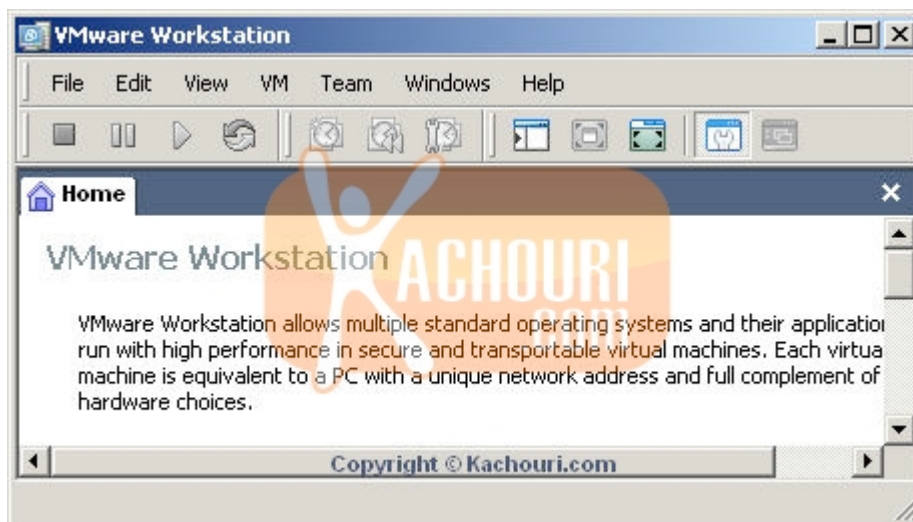 VMware Workstation
File Edit View VM Team Windows Help
Home
VMware Workstation
KACHOURI
.com
VMware Workstation allows multiple standard operating systems and their application
run with high performance in secure and transportable virtual machines. Each virtua
machine is equivalent to a PC with a unique network address and full complement of
hardware choices.
Copyright © Kachouri.com